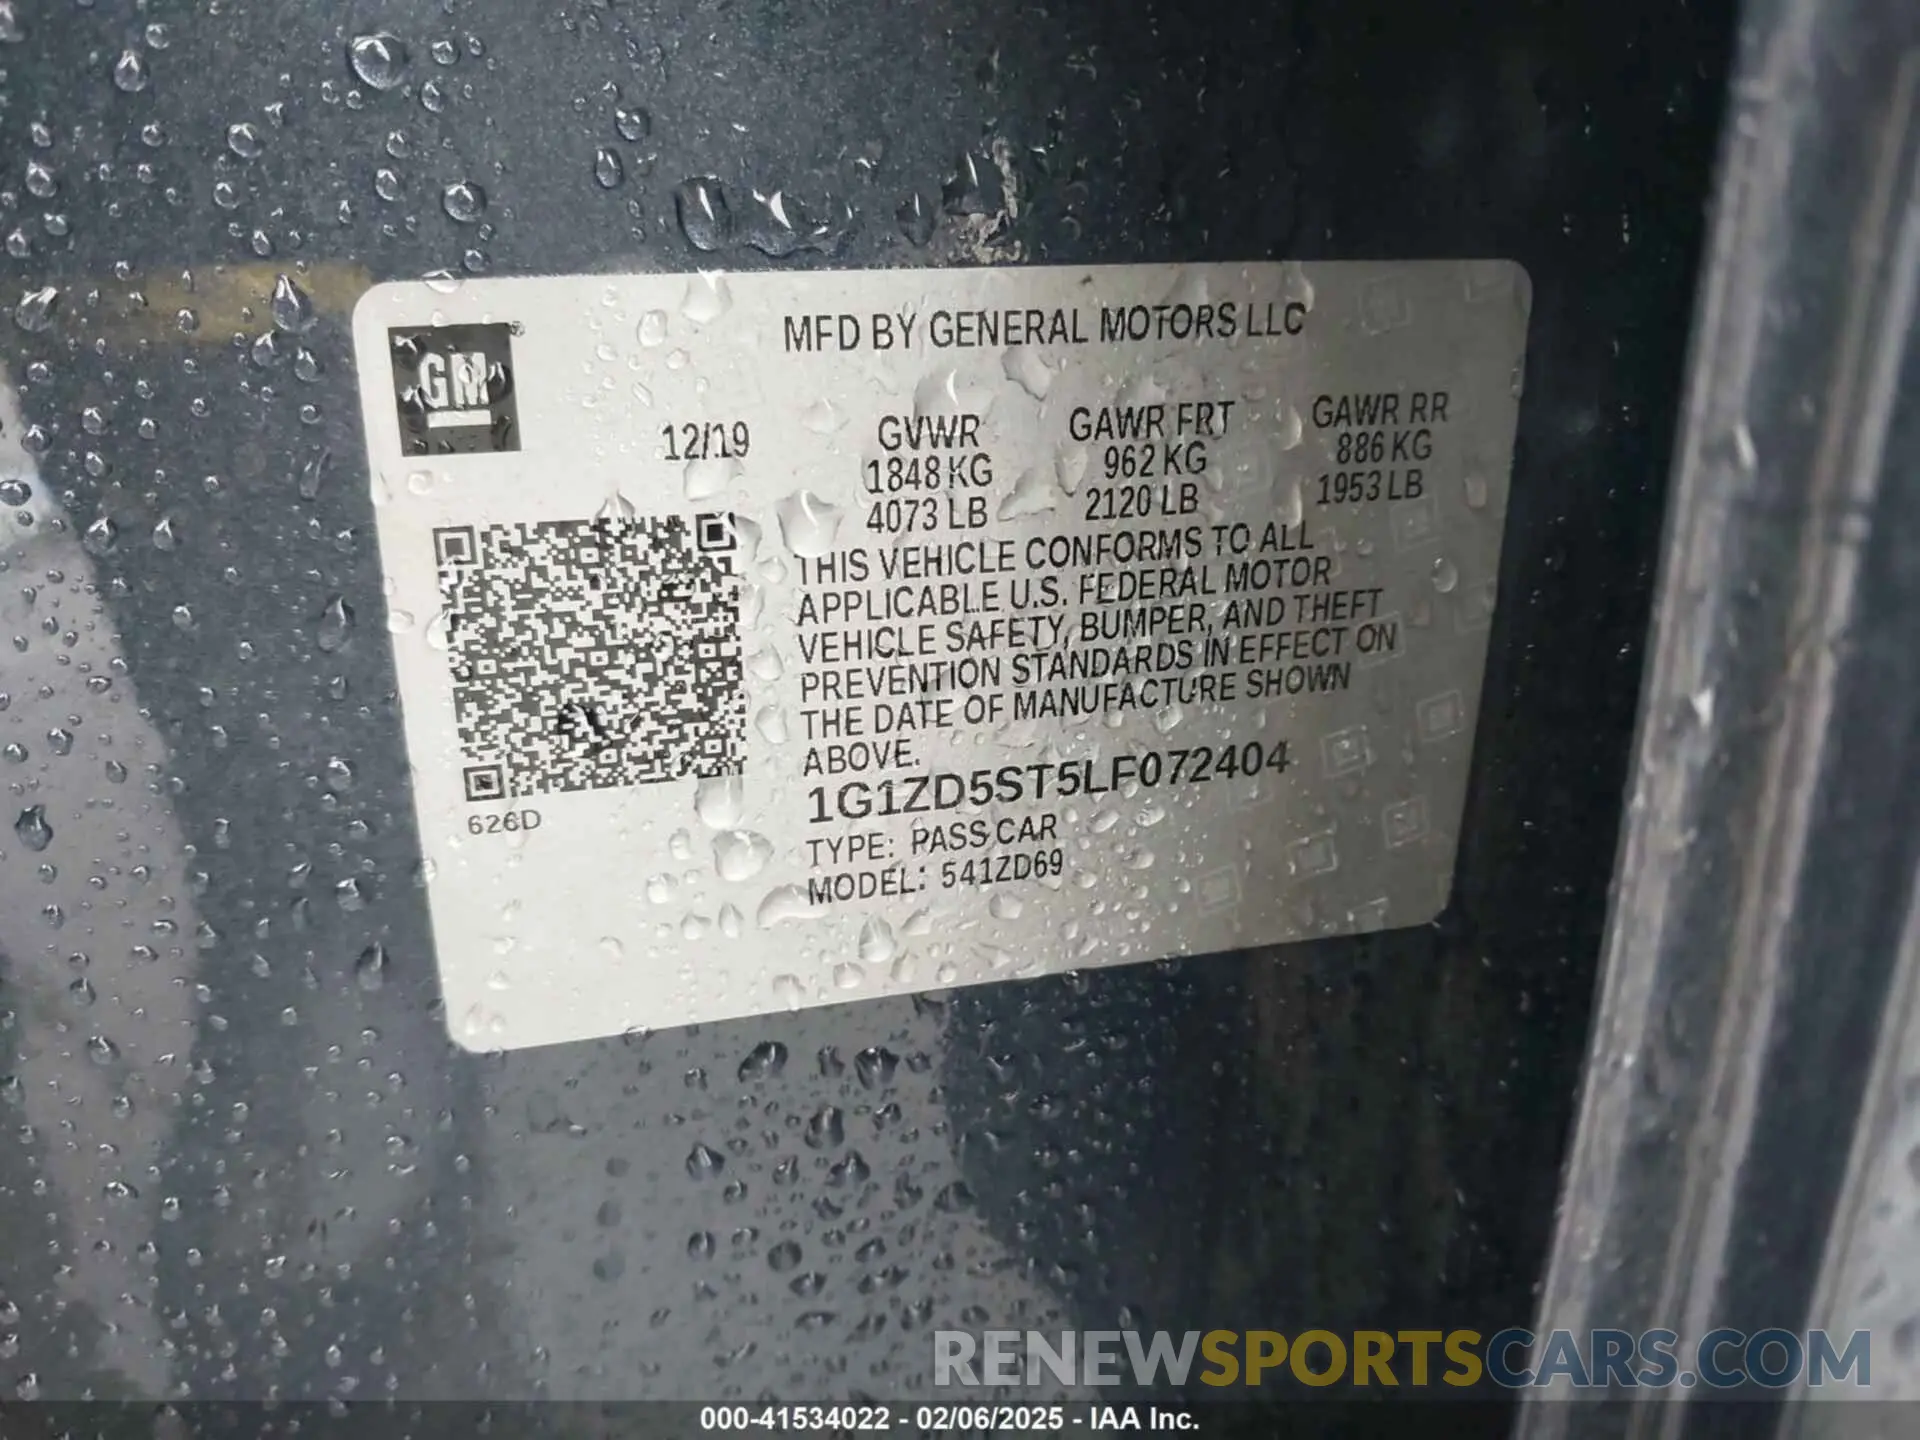 MFD BY GENERAL MOTORS LLC
GM®
12/19
GVWR
1848 KG
4073 LB
GAWR FRT
962 KG
2120 LB
GAWR RR
886 KG
1953 LB
THIS VEHICLE CONFORMS TO ALL
APPLICABLE U.S. FEDERAL MOTOR
VEHICLE SAFETY, BUMPER, AND THEFT
PREVENTION STANDARDS IN EFFECT ON
THE DATE OF MANUFACTURE SHOWN
ABOVE.
1G1ZD5ST5LF072404
TYPE: PASS CAR
MODEL: 541ZD69
626D
RENEWSPORTSCARS.COM
000-41534022 - 02/06/2025 - IAA Inc.